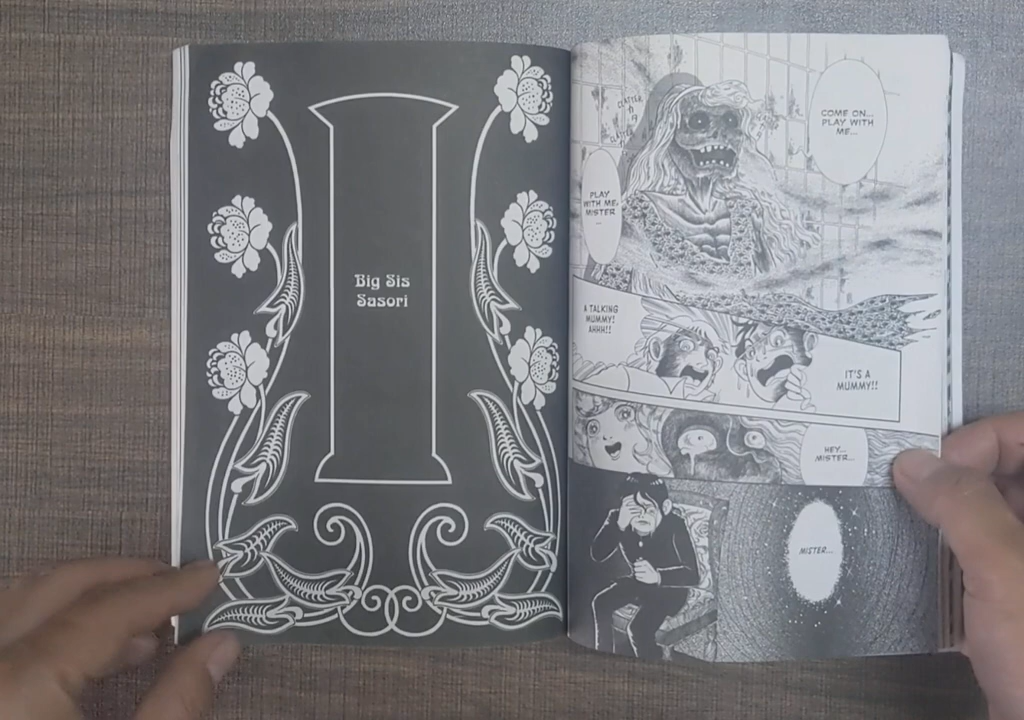 Big Sis
Sasori
COME ON...
PLAY WITH
ME...
CLATTER
CLATTER
PLAY
WITH ME,
MISTER
...
A TALKING
MUMMY!
AHHH!!
IT'S A
MUMMY!!
HEY...
MISTER...
MISTER...